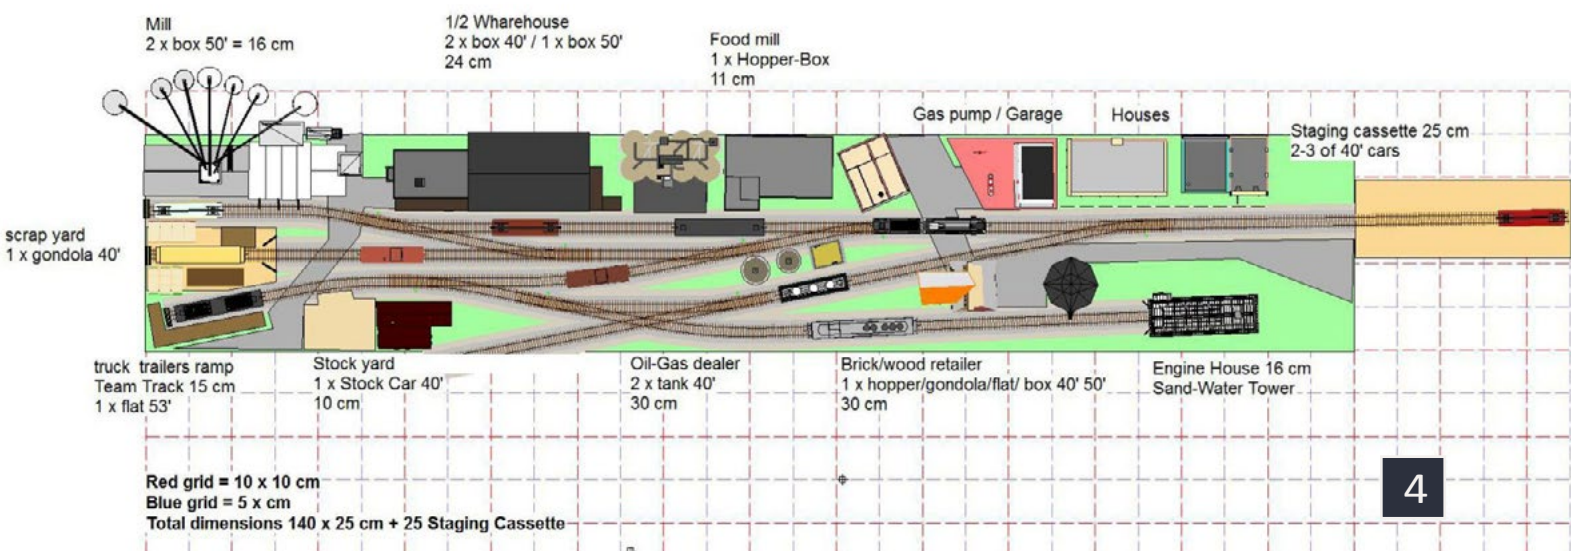 Mill
2 x box 50' = 16 cm
1/2 Wharehouse
2 x box 40' / 1 x box 50'
24 cm
Food mill
1 x Hopper-Box
11 cm
Gas pump / Garage
Houses
Staging cassette 25 cm
2-3 of 40' cars
scrap yard
1 x gondola 40'
truck trailers ramp
Team Track 15 cm
1 x flat 53'
Stock yard
1 x Stock Car 40'
10 cm
Oil-Gas dealer
2 x tank 40'
30 cm
Brick/wood retailer
1 x hopper/gondola/flat/ box 40' 50'
30 cm
Engine House 16 cm
Sand-Water Tower
Red grid = 10 x 10 cm
Blue grid = 5 x cm
Total dimensions 140 x 25 cm + 25 Staging Cassette
4